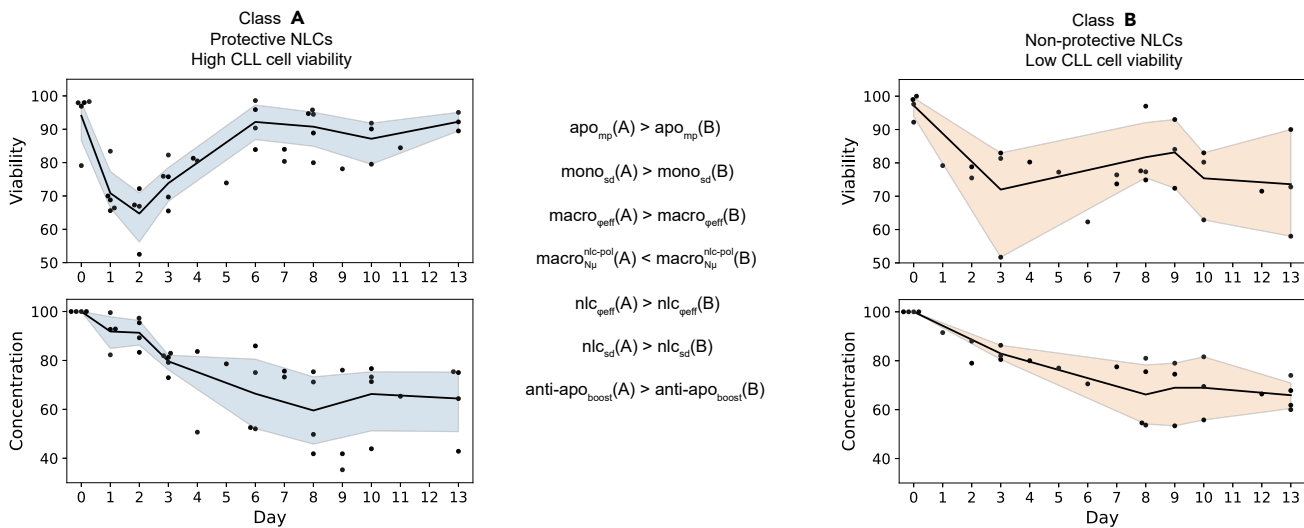 Class A
Protective NLCs
High CLL cell viability
Viability
100
90
80
70
60
50
0 1 2 3 4 5 6 7 8 9 10 11 12 13
Concentration
100
80
60
40
0 1 2 3 4 5 6 7 8 9 10 11 12 13
Day
apo_mp(A) > apo_mp(B)
mono_sd(A) > mono_sd(B)
macro_φeff(A) > macro_φeff(B)
macro_Nμ^nlc-pol(A) < macro_Nμ^nlc-pol(B)
nlc_φeff(A) > nlc_φeff(B)
nlc_sd(A) > nlc_sd(B)
anti-apo_boost(A) > anti-apo_boost(B)
Class B
Non-protective NLCs
Low CLL cell viability
Viability
100
90
80
70
60
50
0 1 2 3 4 5 6 7 8 9 10 11 12 13
Concentration
100
80
60
40
0 1 2 3 4 5 6 7 8 9 10 11 12 13
Day